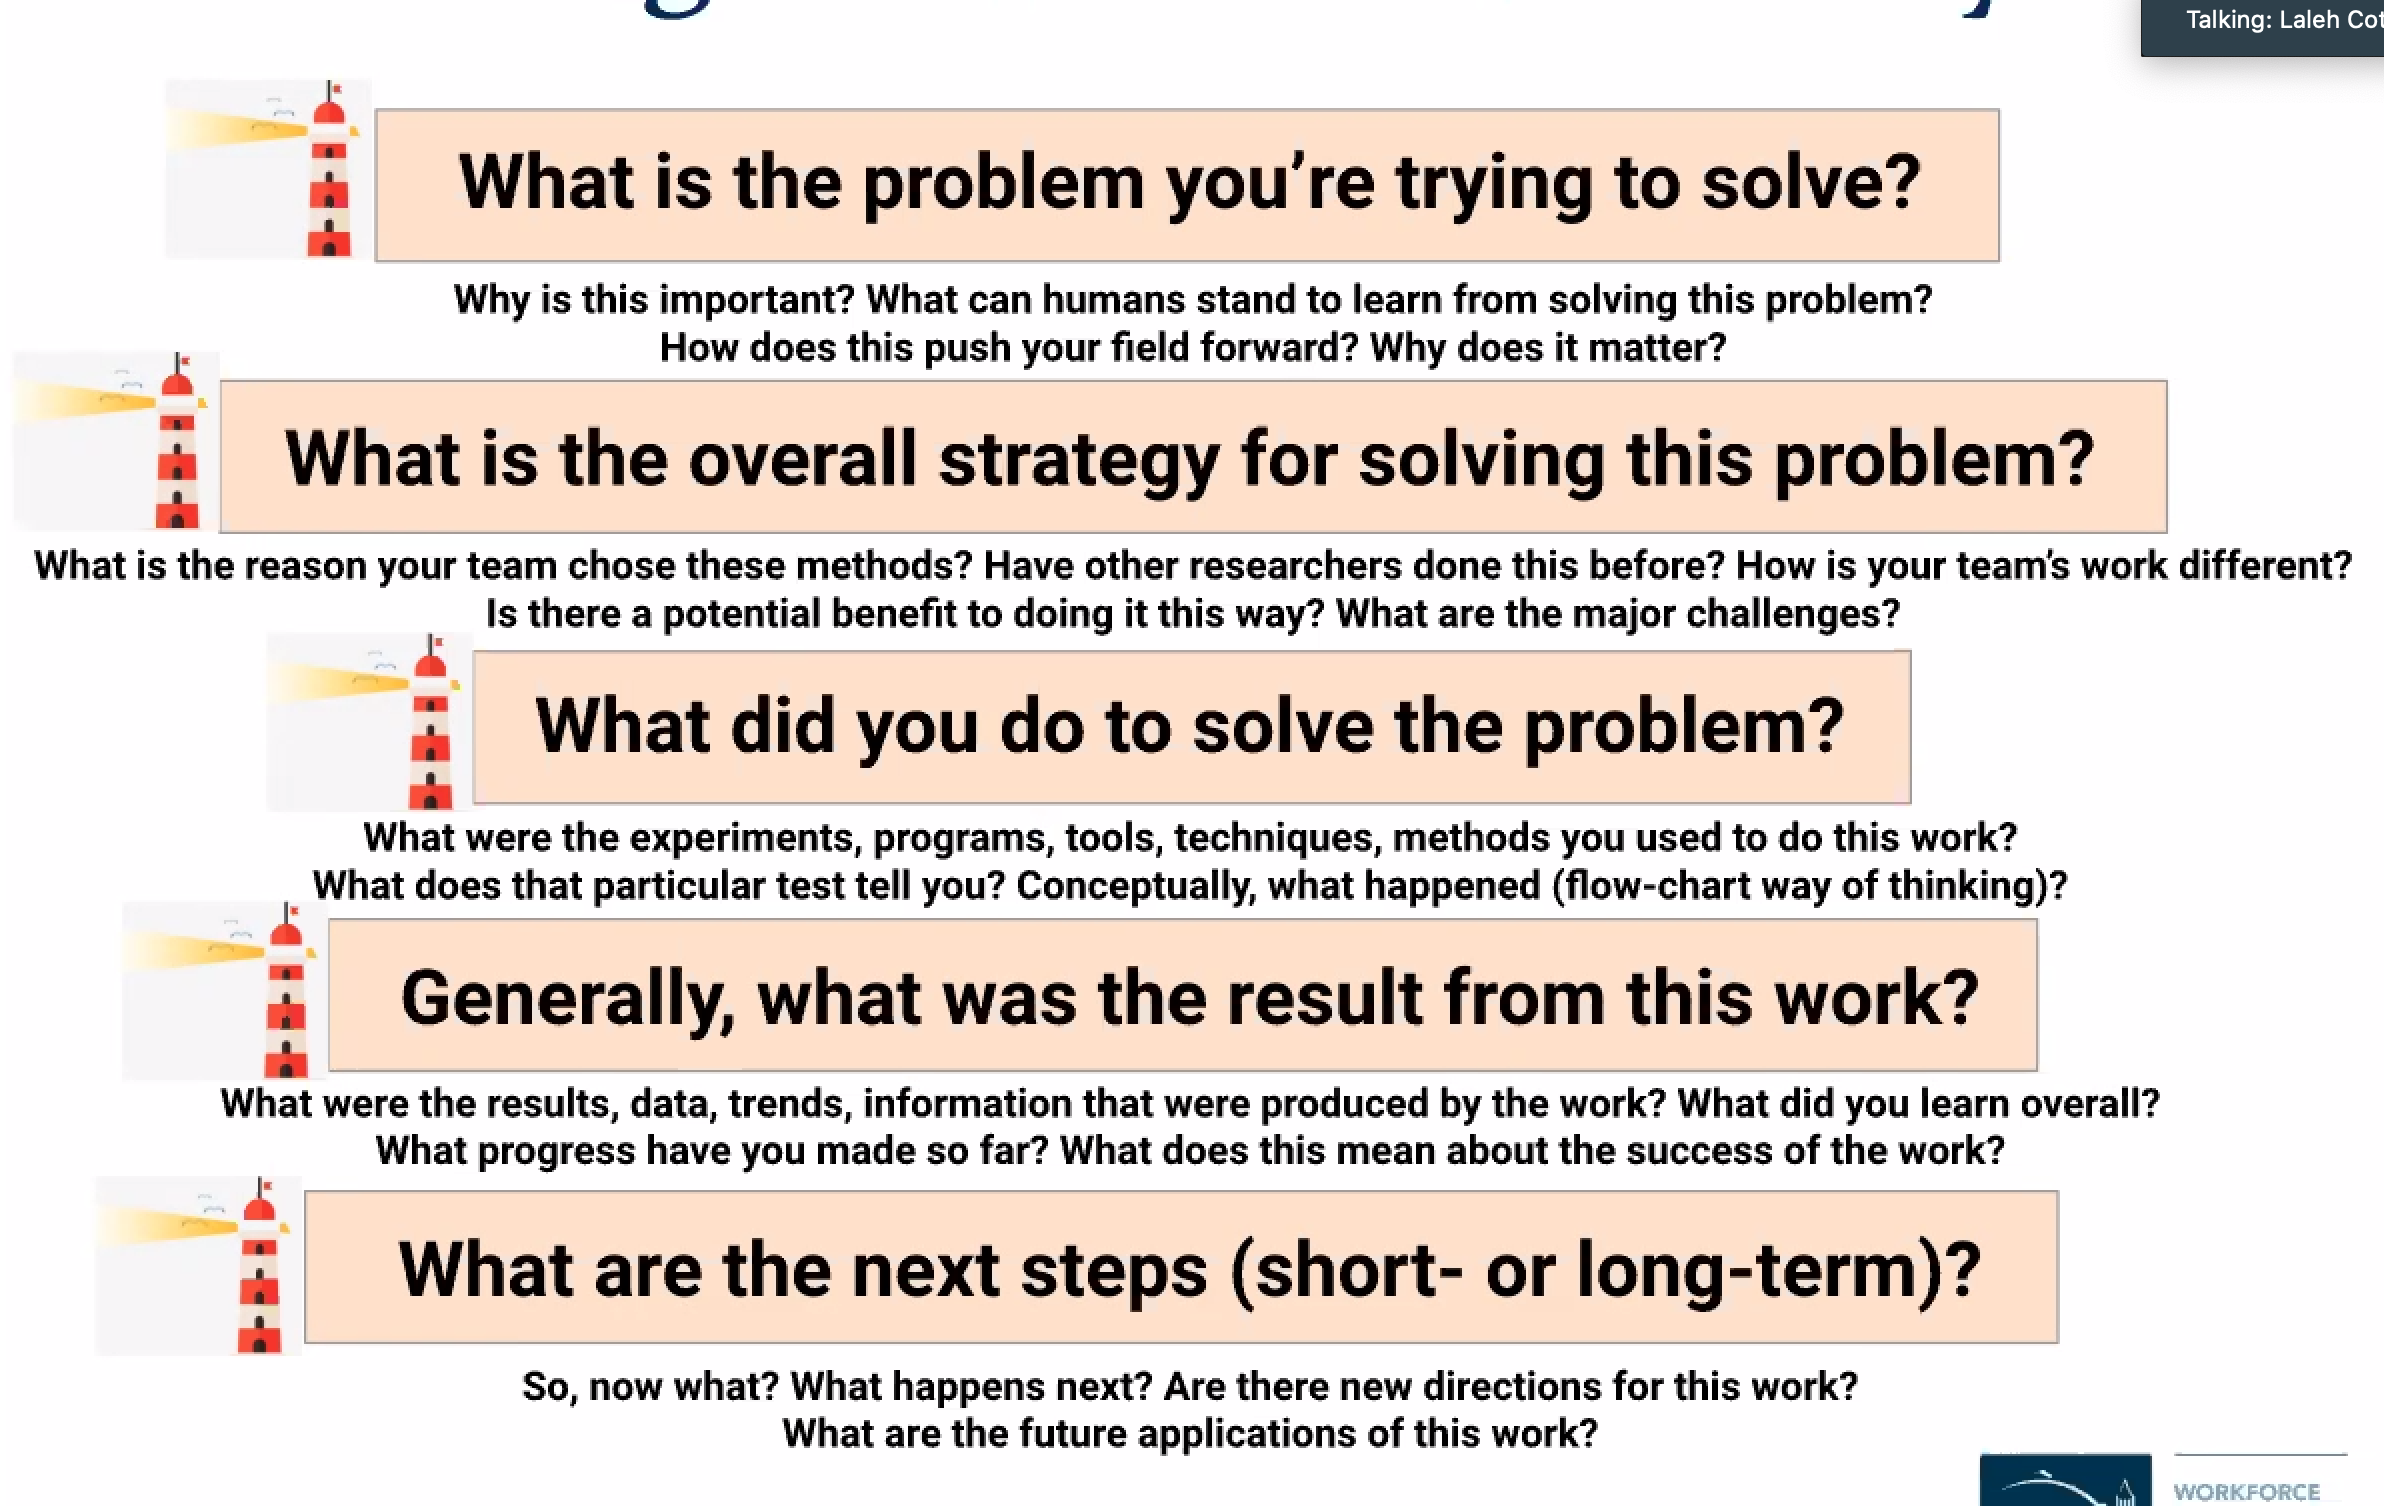 Talking: Laleh
What is the problem you’re trying to solve?
Why is this important? What can humans stand to learn from solving this problem?
How does this push your field forward? Why does it matter?
What is the overall strategy for solving this problem?
What is the reason your team chose these methods? Have other researchers done this before? How is your team’s work different?
Is there a potential benefit to doing it this way? What are the major challenges?
What did you do to solve the problem?
What were the experiments, programs, tools, techniques, methods you used to do this work?
What does that particular test tell you? Conceptually, what happened (flow-chart way of thinking)?
Generally, what was the result from this work?
What were the results, data, trends, information that were produced by the work? What did you learn overall?
What progress have you made so far? What does this mean about the success of the work?
What are the next steps (short- or long-term)?
So, now what? What happens next? Are there new directions for this work?
What are the future applications of this work?
WORKFORCE